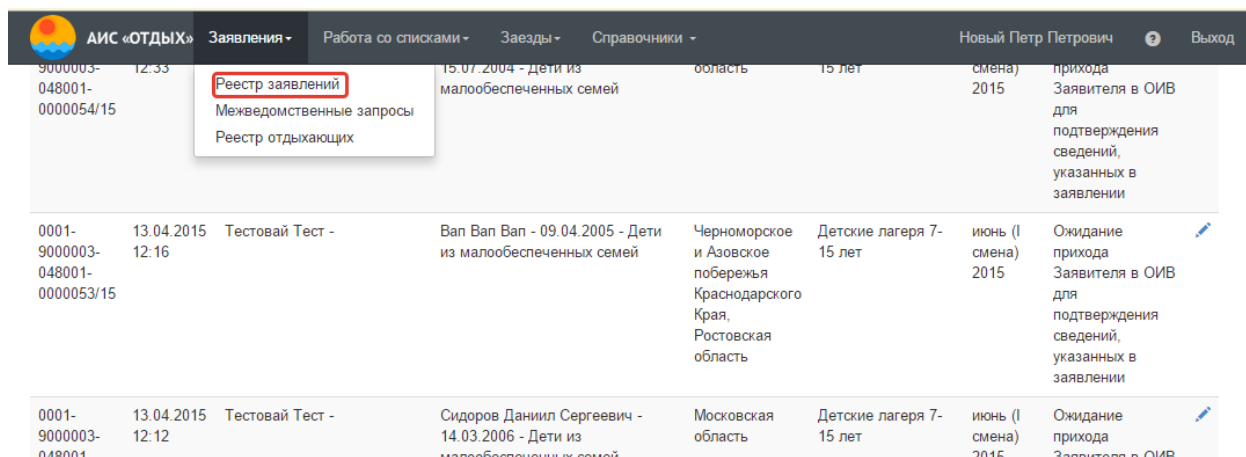 АИС «ОТДЫХ» Заявления Работа со списками Заезды Справочники Новый Петр Петрович ? Выход
9000003- 12:33 15.07.2004 - Дети из область 15 лет смена) прихода
048001- Реестр заявлений малообеспеченных семей 2015 Заявителя в ОИВ
0000054/15 Межведомственные запросы для
Реестр отдыхающих подтверждения
сведений,
указанных в
заявлении
0001- 13.04.2015 Тестовай Тест - Вап Вап Вап - 09.04.2005 - Дети Черноморское Детские лагеря 7- июнь (I Ожидание
9000003- 12:16 из малообеспеченных семей и Азовское 15 лет смена) прихода
048001- побережья 2015 Заявителя в ОИВ
0000053/15 Краснодарского для
Края, подтверждения
Ростовская сведений,
область указанных в
заявлении
0001- 13.04.2015 Тестовай Тест - Сидоров Даниил Сергеевич - Московская Детские лагеря 7- июнь (I Ожидание
9000003- 12:12 14.03.2006 - Дети из область 15 лет смена) прихода
048001- малообеспеченных семей 2015 Заявителя в ОИВ